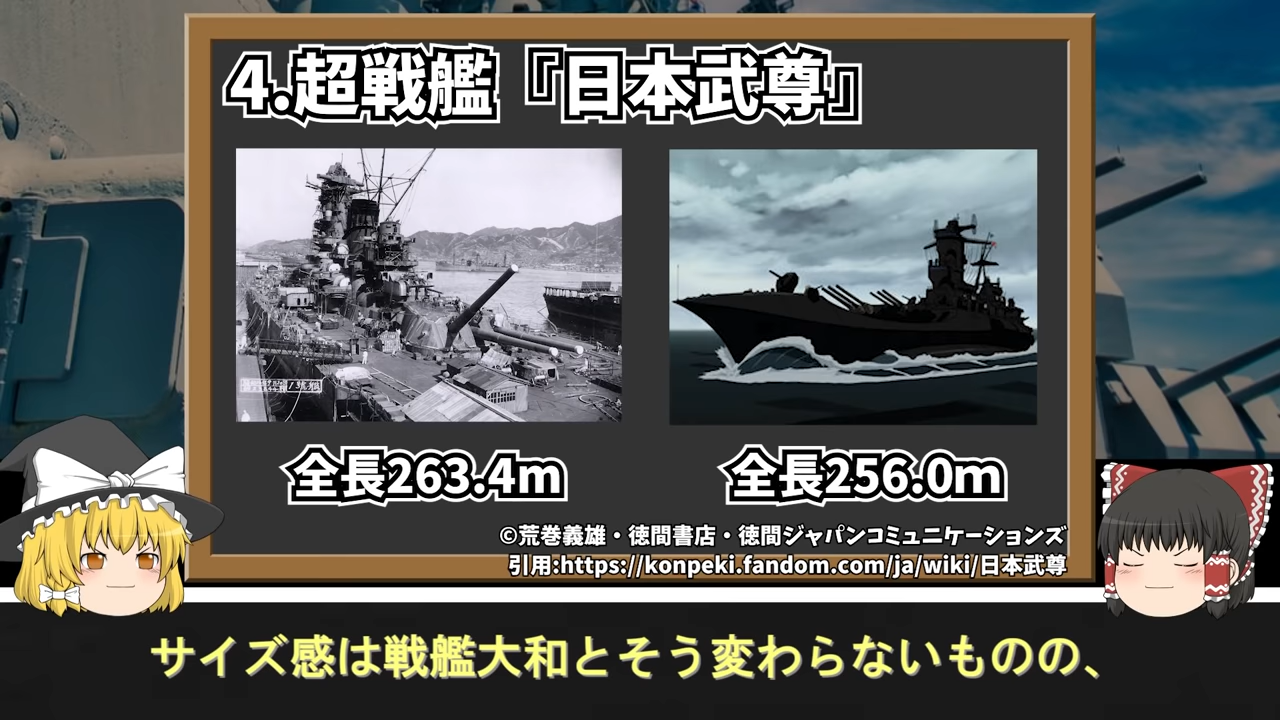 4.超戦艦『日本武尊』
全長263.4m
全長256.0m
©荒巻義雄・徳間書店・徳間ジャパンコミュニケーションズ
引用:https://konpeki.fandom.com/ja/wiki/日本武尊
サイズ感は戦艦大和とそう変わらないものの、